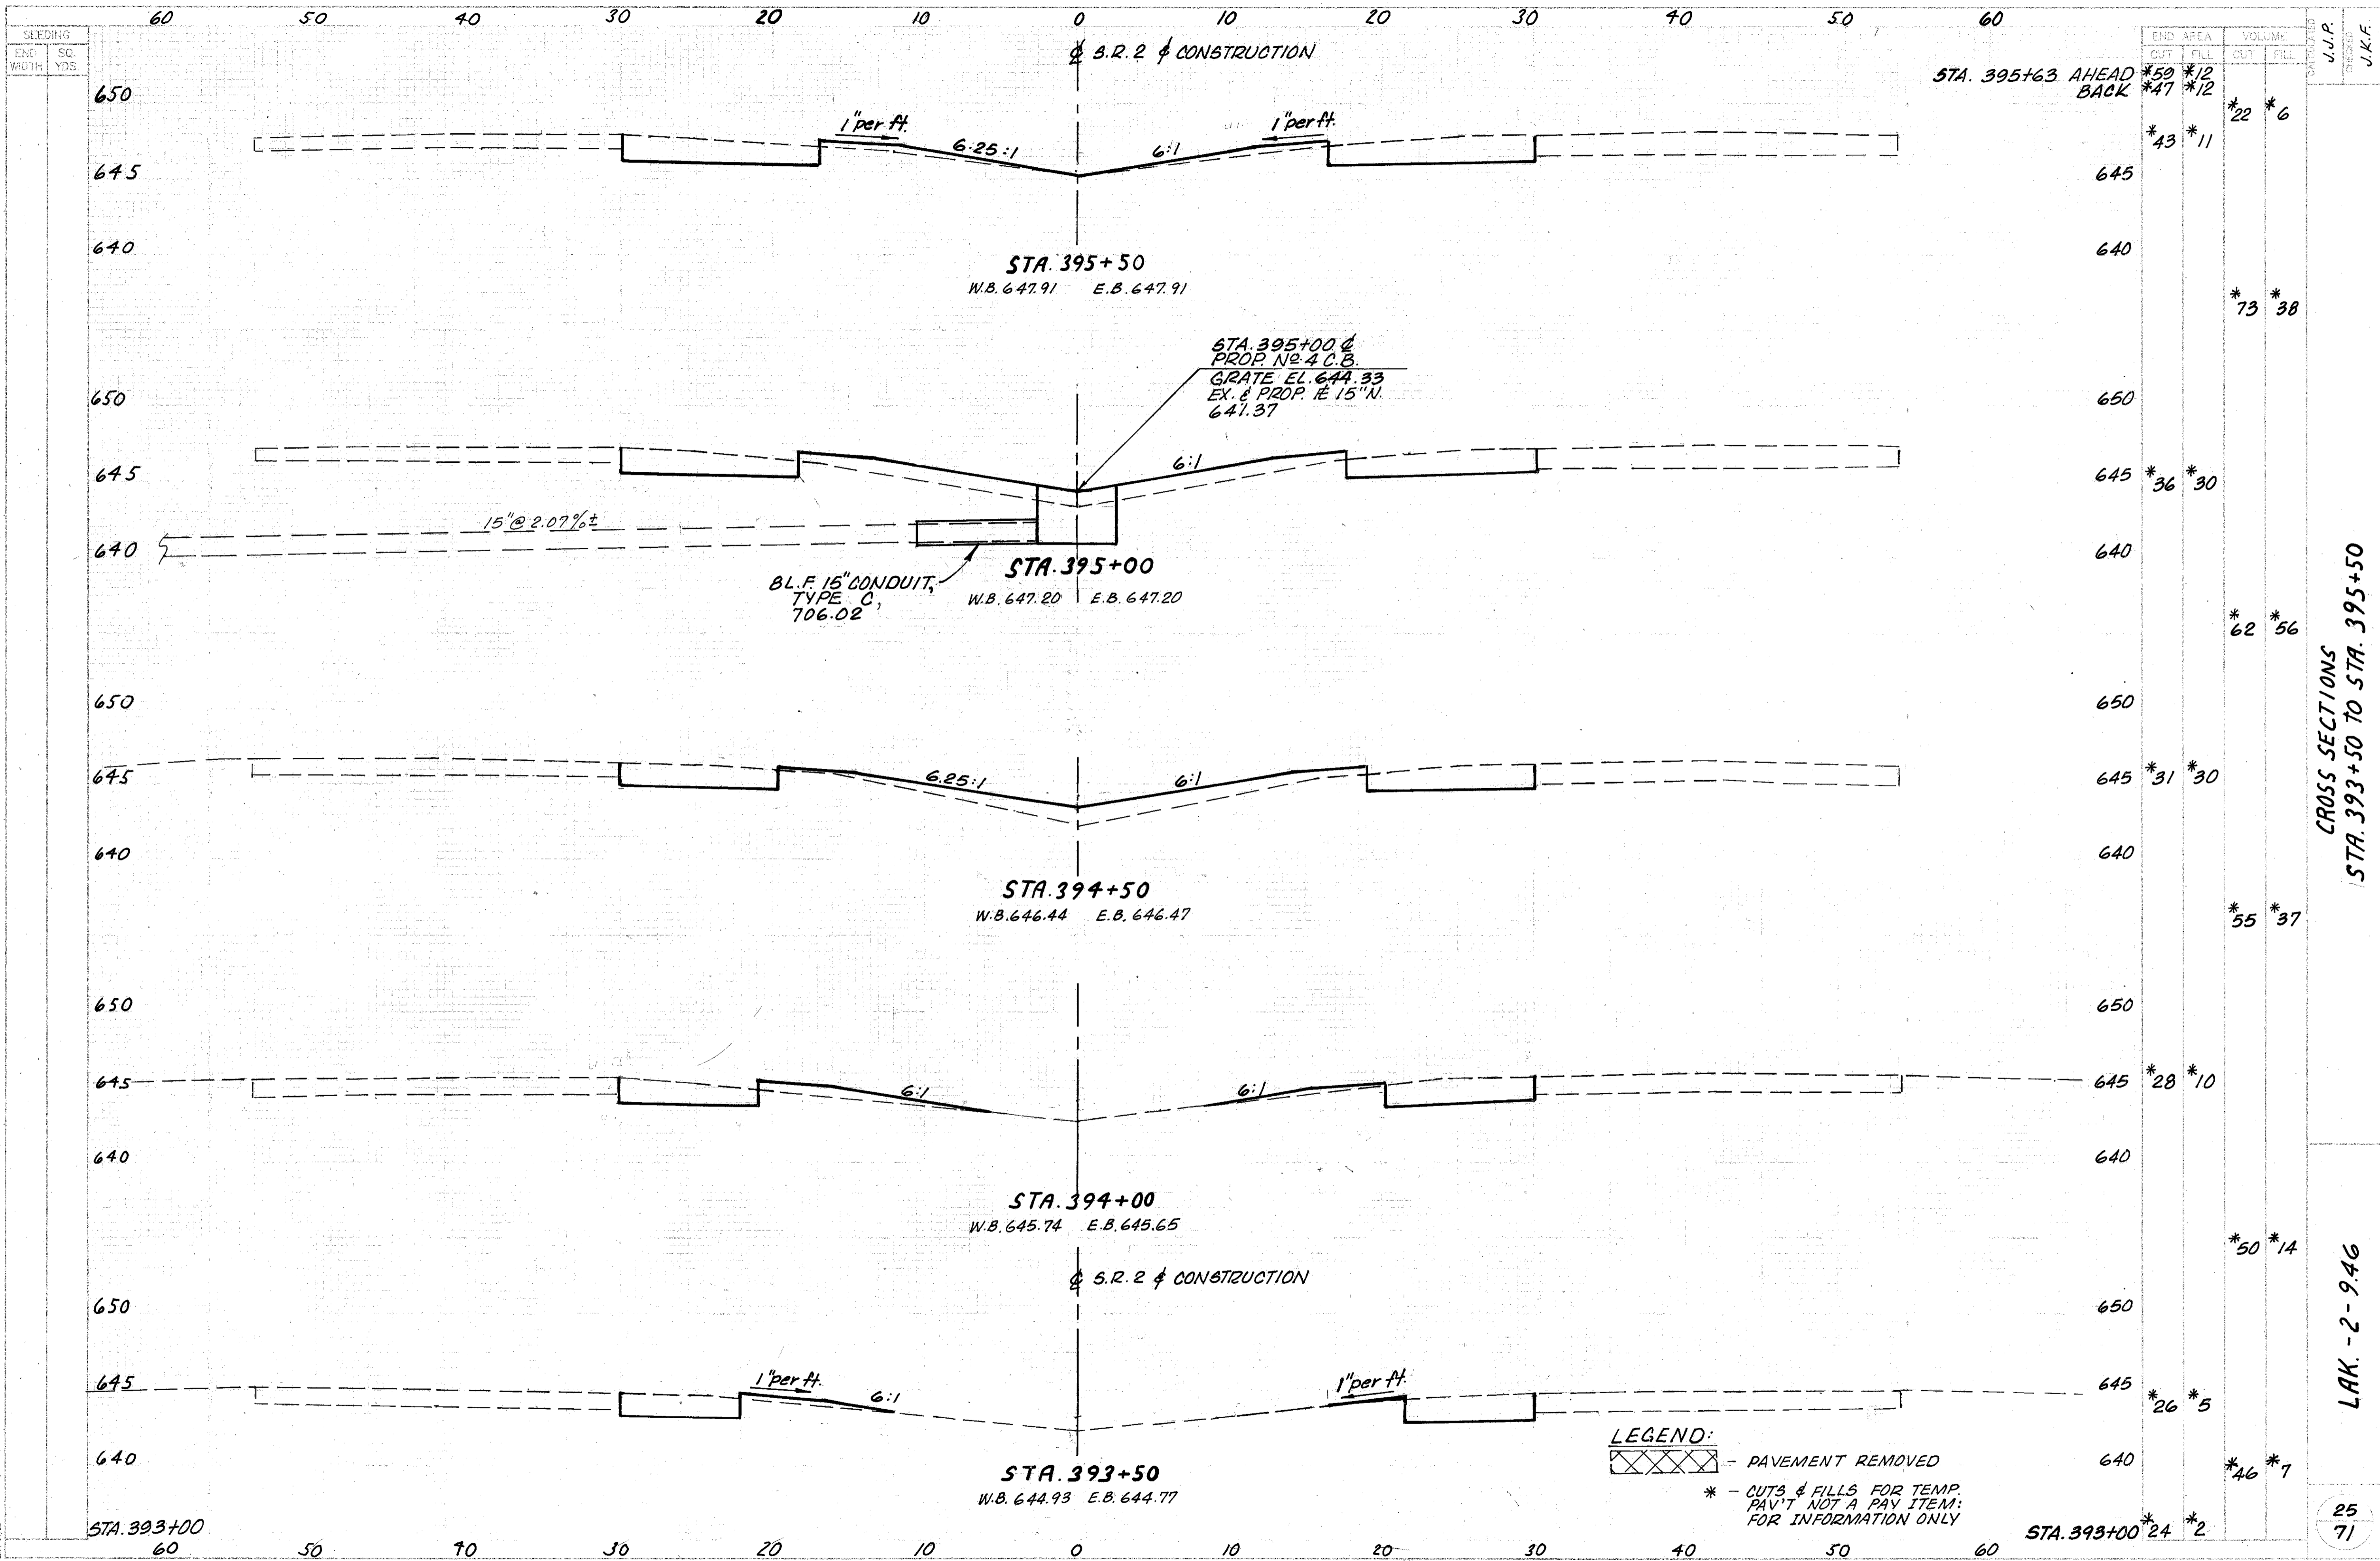 60 50 40 30 20 10 0 10 20 30 40 50 60
SEEDING
END WIDTH SQ. YDS.
END AREA VOLUME
CUT FILL CUT FILL
CALCULATED J.J.P.
CHECKED J.K.F.
℄ S.R. 2 & CONSTRUCTION
STA. 395+63 AHEAD *59 *12
BACK *47 *12
*22 *6
650
1" per ft. 1" per ft.
6.25:1 6:1
*43 *11
645 645
640 640
STA. 395+50
W.B. 647.91 E.B. 647.91
*73 *38
STA. 395+00 ℄
PROP. Nº 4 C.B.
GRATE EL. 644.33
EX. & PROP. ℄ 15" N.
641.37
650 650
6:1
645 645 *36 *30
15" @ 2.07% ±
640 640
STA. 395+00
W.B. 647.20 E.B. 647.20
8 L.F. 15" CONDUIT,
TYPE C,
706.02
*62 *56
650 650
645 6.25:1 6:1 645 *31 *30
640 640
STA. 394+50
W.B. 646.44 E.B. 646.47
*55 *37
650 650
645 6:1 6:1 645 *28 *10
640 640
STA. 394+00
W.B. 645.74 E.B. 645.65
*50 *14
℄ S.R. 2 & CONSTRUCTION
650 650
645 1" per ft. 6:1 1" per ft. 645
*26 *5
640 640
STA. 393+50
W.B. 644.93 E.B. 644.77
*46 *7
LEGEND:
- PAVEMENT REMOVED
* - CUTS & FILLS FOR TEMP.
PAV'T NOT A PAY ITEM:
FOR INFORMATION ONLY
STA. 393+00 STA. 393+00 *24 *2
60 50 40 30 20 10 0 10 20 30 40 50 60
CROSS SECTIONS
STA. 393+50 TO STA. 395+50
LAK. - 2 - 9.46
25
71